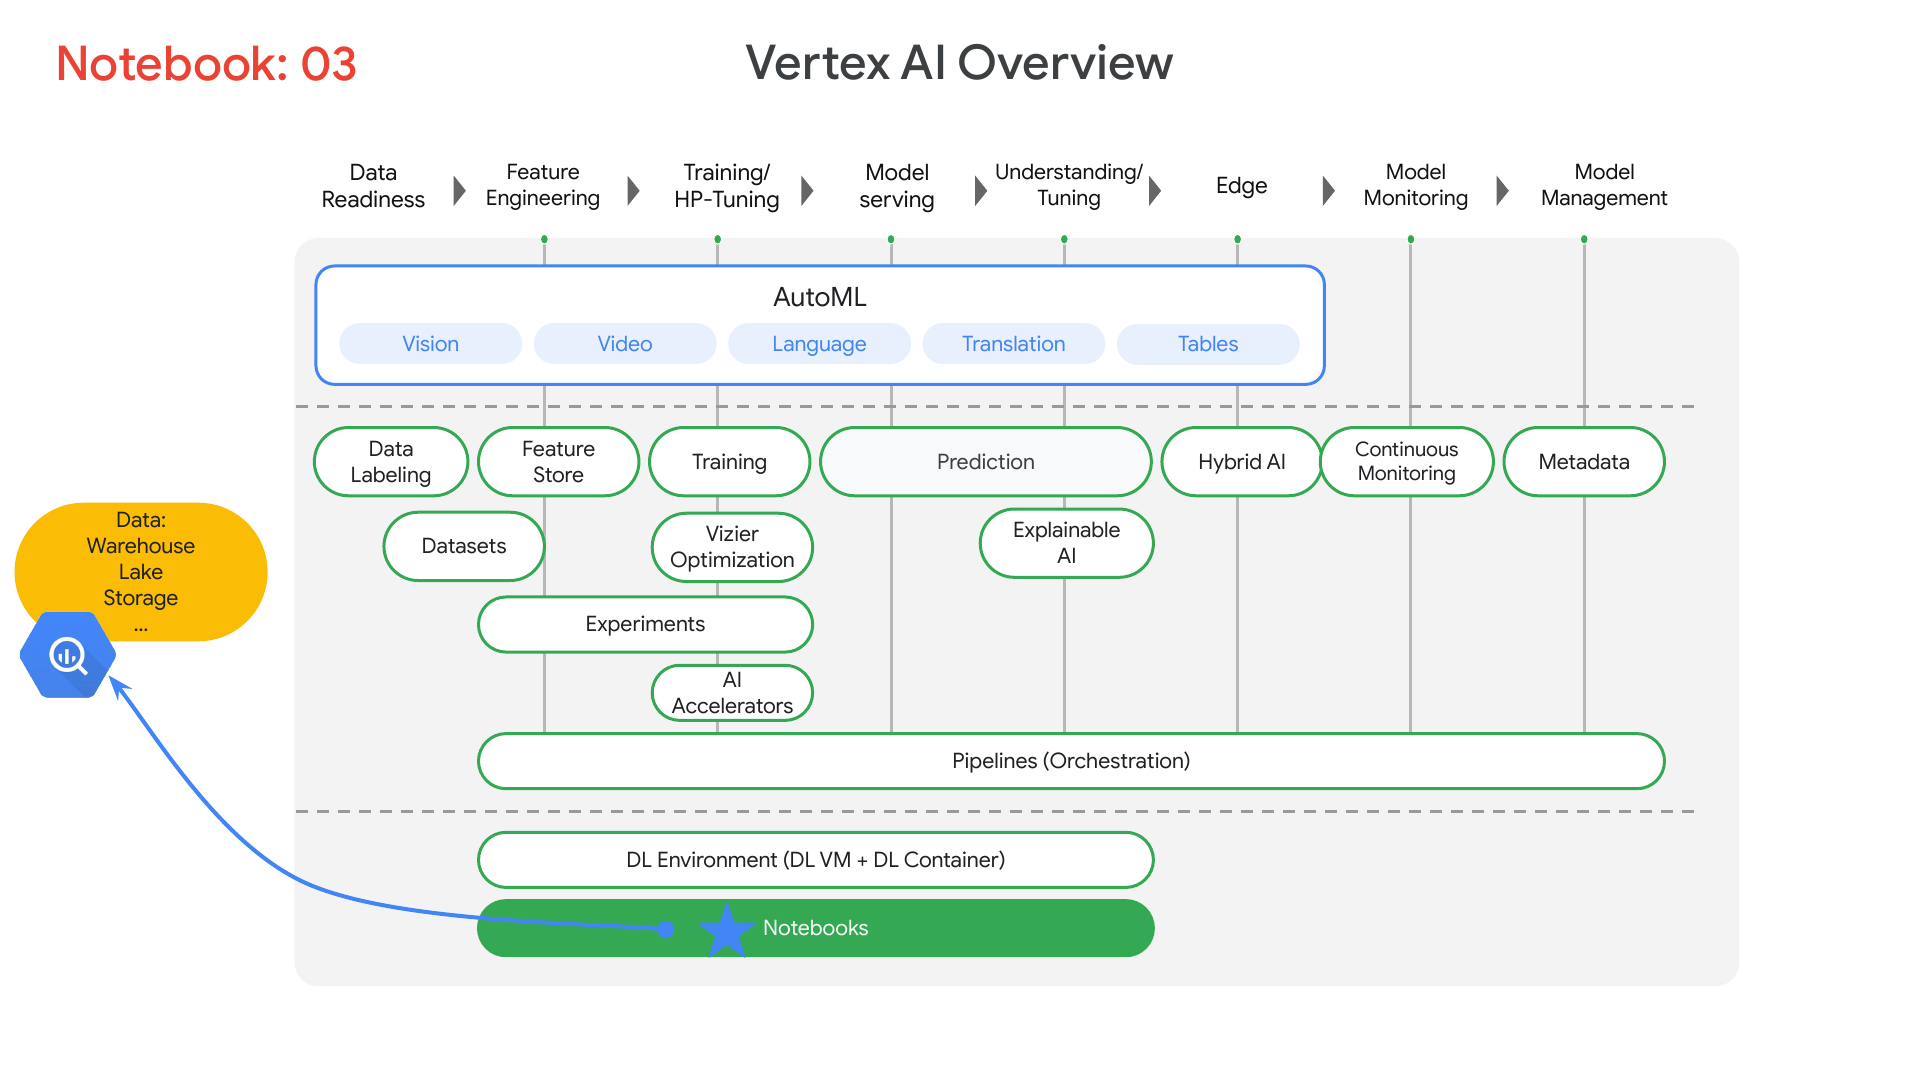 Notebook: 03
Vertex AI Overview
Data
Readiness
Feature
Engineering
Training/
HP-Tuning
Model
serving
Understanding/
Tuning
Edge
Model
Monitoring
Model
Management
AutoML
Vision
Video
Language
Translation
Tables
Data
Labeling
Feature
Store
Training
Prediction
Hybrid AI
Continuous
Monitoring
Metadata
Datasets
Vizier
Optimization
Explainable
AI
Data:
Warehouse
Lake
Storage
...
Experiments
AI
Accelerators
Pipelines (Orchestration)
DL Environment (DL VM + DL Container)
Notebooks